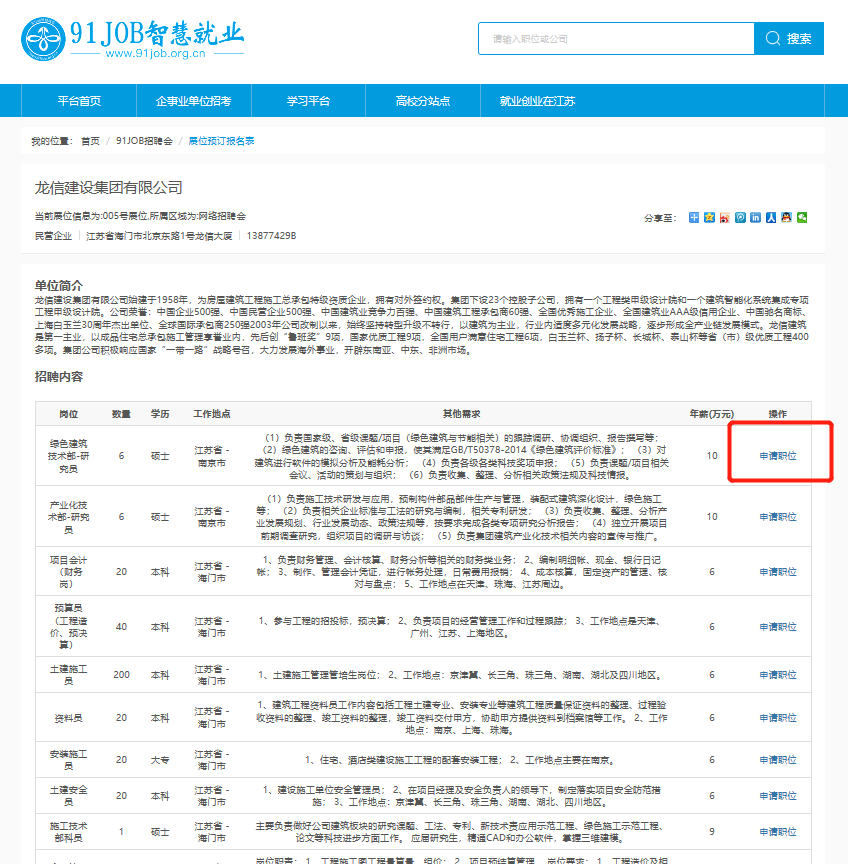 91JOB智慧就业
www.91job.org.cn
请输入职位或公司
搜索
平台首页 企事业单位招考 学习平台 高校分站点 就业创业在江苏
我的位置： 首页 / 91JOB招聘会 / 展位预订报名表
龙信建设集团有限公司
当前展位信息为:005号展位,所属区域为:网络招聘会
分享至：
民营企业 江苏省海门市北京东路1号龙信大厦 13877429B
单位简介
龙信建设集团有限公司始建于1958年，为房屋建筑工程施工总承包特级资质企业，拥有对外签约权。集团下设23个控股子公司，拥有一个工程类甲级设计院和一个建筑智能化系统集成专项
工程甲级设计院。公司荣誉：中国企业500强、中国民营企业500强、中国建筑业竞争力百强、中国建筑工程承包商60强、全国优秀施工企业、全国建筑业AAA级信用企业、中国驰名商标、
上海白玉兰30周年杰出单位、全球国际承包商250强2003年公司改制以来，始终坚持转型升级不转行，以建筑为主业，行业内适度多元化发展战略，逐步形成全产业链发展模式。龙信建筑
是第一主业，以成品住宅总承包施工管理享誉业内，先后创“鲁班奖”9项，国家优质工程9项，全国用户满意住宅工程6项，白玉兰杯、扬子杯、长城杯、泰山杯等省（市）级优质工程400
多项。集团公司积极响应国家“一带一路”战略号召，大力发展海外事业，开辟东南亚、中东、非洲市场。
招聘内容
岗位 数量 学历 工作地点 其他需求 年薪(万元) 操作
绿色建筑
技术部-研
究员
6 硕士
江苏省 -
南京市
（1）负责国家级、省级课题/项目（绿色建筑与节能相关）的跟踪调研、协调组织、报告撰写等；
（2）绿色建筑的咨询、评估和申报，使其满足GB/T50378-2014《绿色建筑评价标准》； （3）对
建筑进行软件的模拟分析及能耗分析； （4）负责各级各类科技奖项申报； （5）负责课题/项目相关
会议、活动的策划与组织； （6）负责收集、整理、分析相关政策法规及科技情报。
10 申请职位
产业化技
术部-研究
员
6 硕士
江苏省 -
南京市
（1）负责施工技术研发与应用，预制构件部品部件生产与管理，装配式建筑深化设计，绿色施工
等； （2）负责相关企业标准与工法的研究与编制，相关专利研发； （3）负责收集、整理、分析产
业发展规划、行业发展动态、政策法规等，按要求完成各类专项研究分析报告； （4）独立开展项目
前期调查研究，组织项目的调研与访谈； （5）负责集团建筑产业化技术相关内容的宣传与推广。
10 申请职位
项目会计
（财务
岗）
20 本科
江苏省 -
海门市
1、负责财务管理、会计核算、财务分析等相关的财务类业务； 2、编制明细帐、现金、银行日记
帐； 3、制作、管理会计凭证，进行帐务处理，日常费用报销； 4、成本核算，固定资产的管理、核
对与盘点； 5、工作地点在天津、珠海、江苏周边。
6 申请职位
预算员
（工程造
价、预决
算）
40 本科
江苏省 -
海门市
1、参与工程的招投标，预决算； 2、负责项目的经营管理工作和过程跟踪； 3、工作地点是天津、
广州、江苏、上海地区。
6 申请职位
土建施工
员
200 本科
江苏省 -
海门市
1、土建施工管理管培生岗位； 2、工作地点：京津冀、长三角、珠三角、湖南、湖北及四川地区。
6 申请职位
资料员 20 本科
江苏省 -
海门市
1、建筑工程资料员工作内容包括工程土建专业、安装专业等建筑工程质量保证资料的整理、过程验
收资料的整理、竣工资料的整理，竣工资料交付甲方，协助甲方提供资料到档案馆等工作。 2、工作
地点：南京、上海、珠海。
6 申请职位
安装施工
员
20 大专
江苏省 -
海门市
1、住宅、酒店类建设施工工程的配套安装工程； 2、工作地点主要在南京。
6 申请职位
土建安全
员
20 本科
江苏省 -
海门市
1、建设施工单位安全管理员； 2、在项目经理及安全负责人的领导下，制定落实项目安全防范措
施； 3、工作地点：京津冀、长三角、珠三角、湖南、湖北、四川地区。
6 申请职位
施工技术
部科员
1 硕士
江苏省 -
海门市
主要负责做好公司建筑板块的研究课题、工法、专利、新技术责应用示范工程、绿色施工示范工程、
论文等科技进步方面工作。 应届研究生，精通CAD和办公软件，掌握三维建模。
9 申请职位
岗位职责： 1、工程施工图工程量算量、组价； 2、项目预结算管理。 岗位要求： 1、工程造价及相